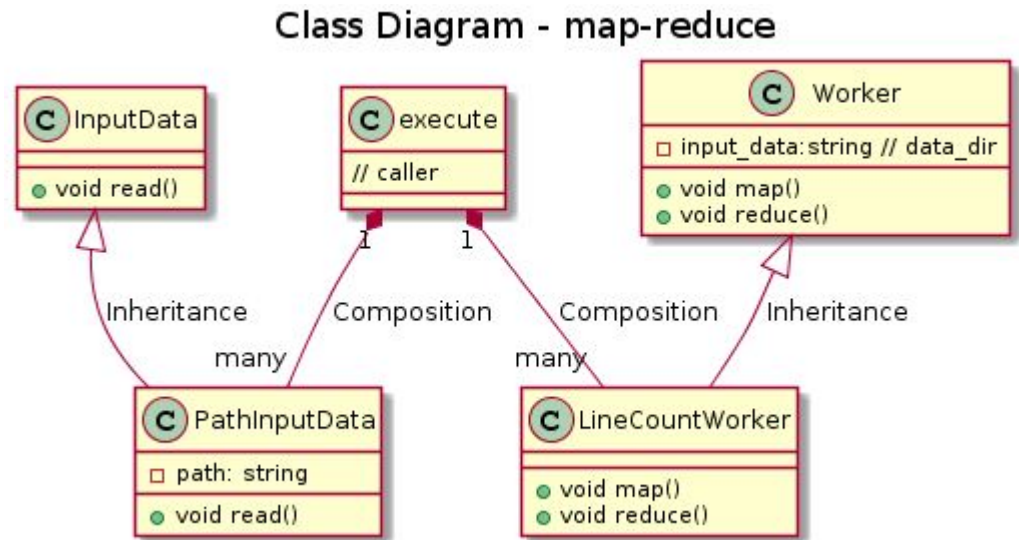 Class Diagram - map-reduce
C InputData
void read()
C execute
// caller
C Worker
input_data:string // data_dir
void map()
void reduce()
1
1
Inheritance
Composition
Composition
Inheritance
many
many
C PathInputData
path: string
void read()
C LineCountWorker
void map()
void reduce()